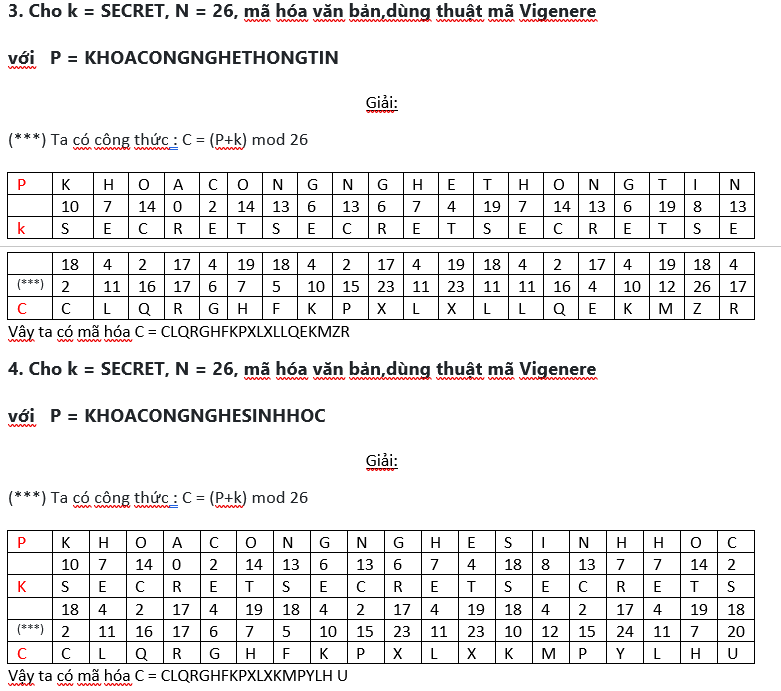 3. Cho k = SECRET, N = 26, mã hóa văn bản,dùng thuật mã Vigenere
với P = KHOACONGNGHETHONGTIN
Giải:
(***) Ta có công thức : C = (P+k) mod 26
P K H O A C O N G N G H E T H O N G T I N
10 7 14 0 2 14 13 6 13 6 7 4 19 7 14 13 6 19 8 13
k S E C R E T S E C R E T S E C R E T S E
18 4 2 17 4 19 18 4 2 17 4 19 18 4 2 17 4 19 18 4
(***) 2 11 16 17 6 7 5 10 15 23 11 23 11 11 16 4 10 12 26 17
C C L Q R G H F K P X L X L L Q E K M Z R
Vây ta có mã hóa C = CLQRGHFKPXLXLLQEKMZR
4. Cho k = SECRET, N = 26, mã hóa văn bản,dùng thuật mã Vigenere
với P = KHOACONGNGHESINHHOC
Giải:
(***) Ta có công thức : C = (P+k) mod 26
P K H O A C O N G N G H E S I N H H O C
10 7 14 0 2 14 13 6 13 6 7 4 18 8 13 7 7 14 2
K S E C R E T S E C R E T S E C R E T S
18 4 2 17 4 19 18 4 2 17 4 19 18 4 2 17 4 19 18
(***) 2 11 16 17 6 7 5 10 15 23 11 23 10 12 15 24 11 7 20
C C L Q R G H F K P X L X K M P Y L H U
Vậy ta có mã hóa C = CLQRGHFKPXLXKMPYLH U